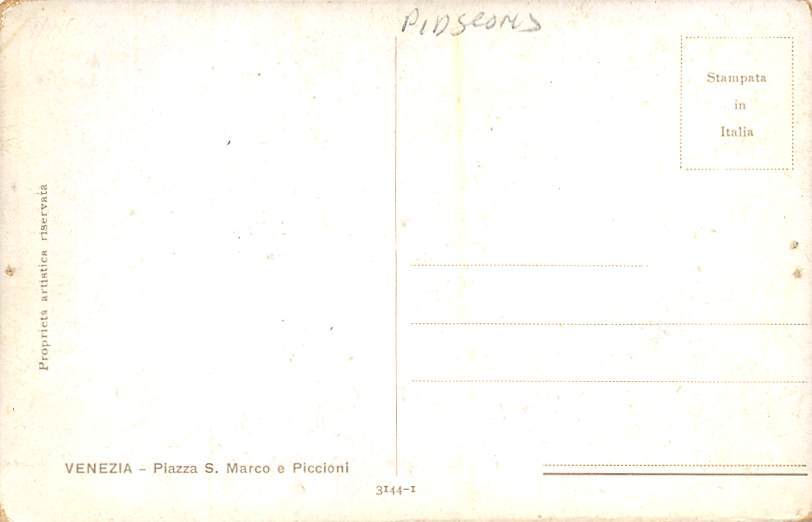 PIDSEONS
Stampata
in
Italia
Proprietà artistica riservata
VENEZIA – Piazza S. Marco e Piccioni
3144-1